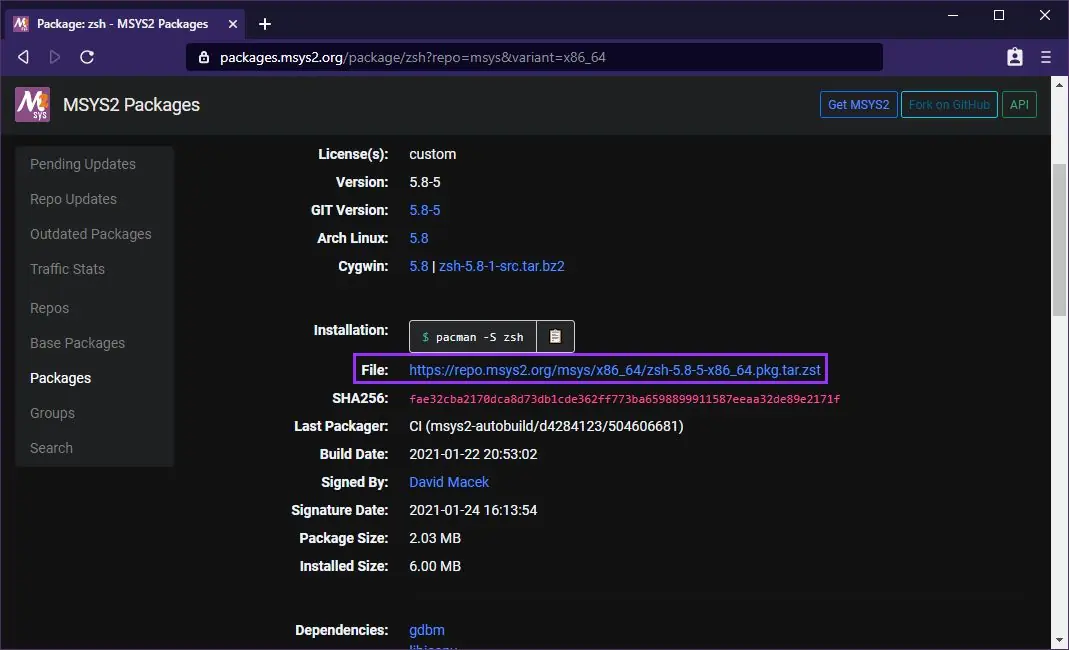 Package: zsh - MSYS2 Packages
packages.msys2.org/package/zsh?repo=msys&variant=x86_64
MSYS2 Packages
Get MSYS2
Fork on GitHub
API
Pending Updates
Repo Updates
Outdated Packages
Traffic Stats
Repos
Base Packages
Packages
Groups
Search
License(s): custom
Version: 5.8-5
GIT Version: 5.8-5
Arch Linux: 5.8
Cygwin: 5.8 | zsh-5.8-1-src.tar.bz2
Installation: $ pacman -S zsh
File: https://repo.msys2.org/msys/x86_64/zsh-5.8-5-x86_64.pkg.tar.zst
SHA256: fae32cba2170dca8d73db1cde362ff773ba6598899911587eeaa32de89e2171f
Last Packager: CI (msys2-autobuild/d4284123/504606681)
Build Date: 2021-01-22 20:53:02
Signed By: David Macek
Signature Date: 2021-01-24 16:13:54
Package Size: 2.03 MB
Installed Size: 6.00 MB
Dependencies: gdbm